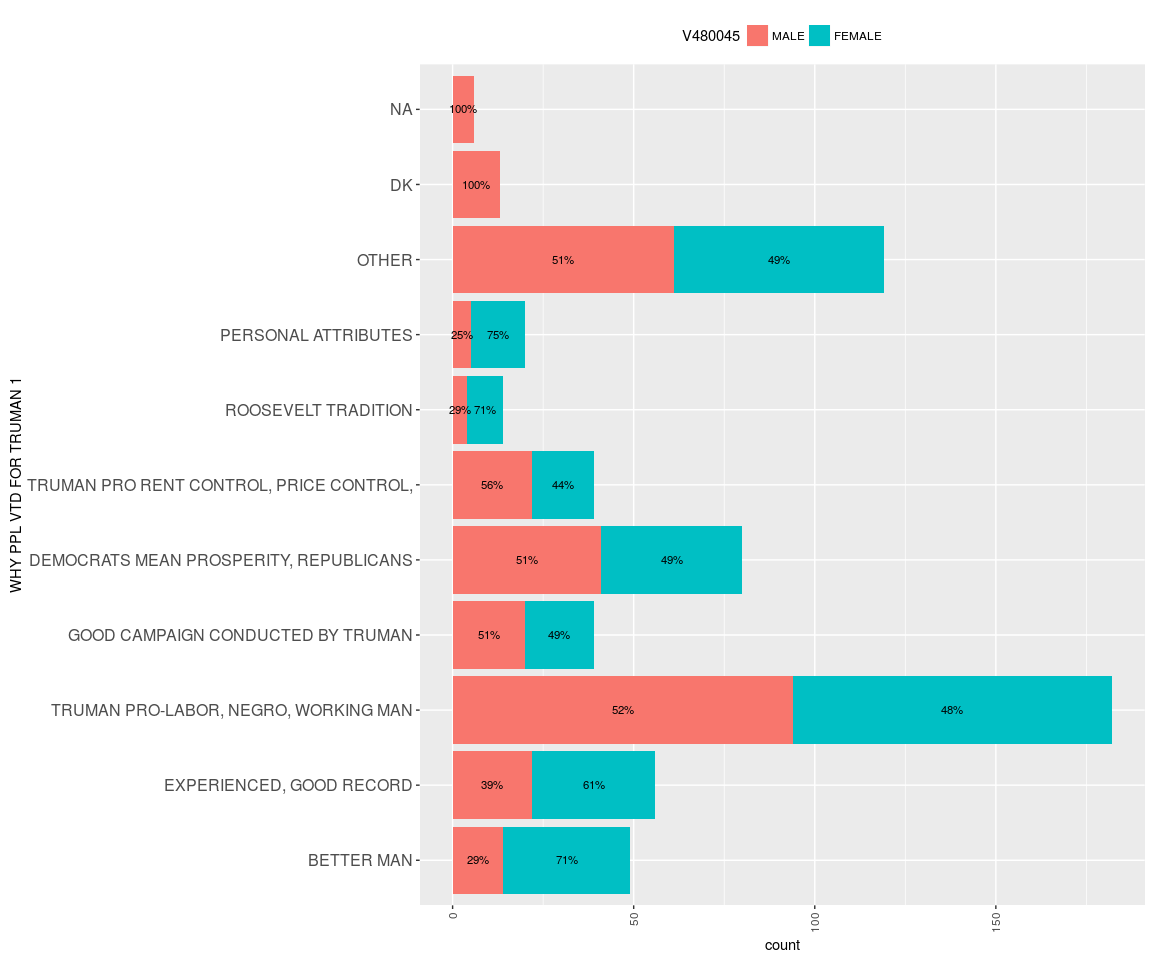 V480045 MALE FEMALE
NA 100%
DK 100%
OTHER 51% 49%
PERSONAL ATTRIBUTES 25% 75%
ROOSEVELT TRADITION 29% 71%
TRUMAN PRO RENT CONTROL, PRICE CONTROL, 56% 44%
DEMOCRATS MEAN PROSPERITY, REPUBLICANS 51% 49%
GOOD CAMPAIGN CONDUCTED BY TRUMAN 51% 49%
TRUMAN PRO-LABOR, NEGRO, WORKING MAN 52% 48%
EXPERIENCED, GOOD RECORD 39% 61%
BETTER MAN 29% 71%
WHY PPL VTD FOR TRUMAN 1
0 50 100 150
count